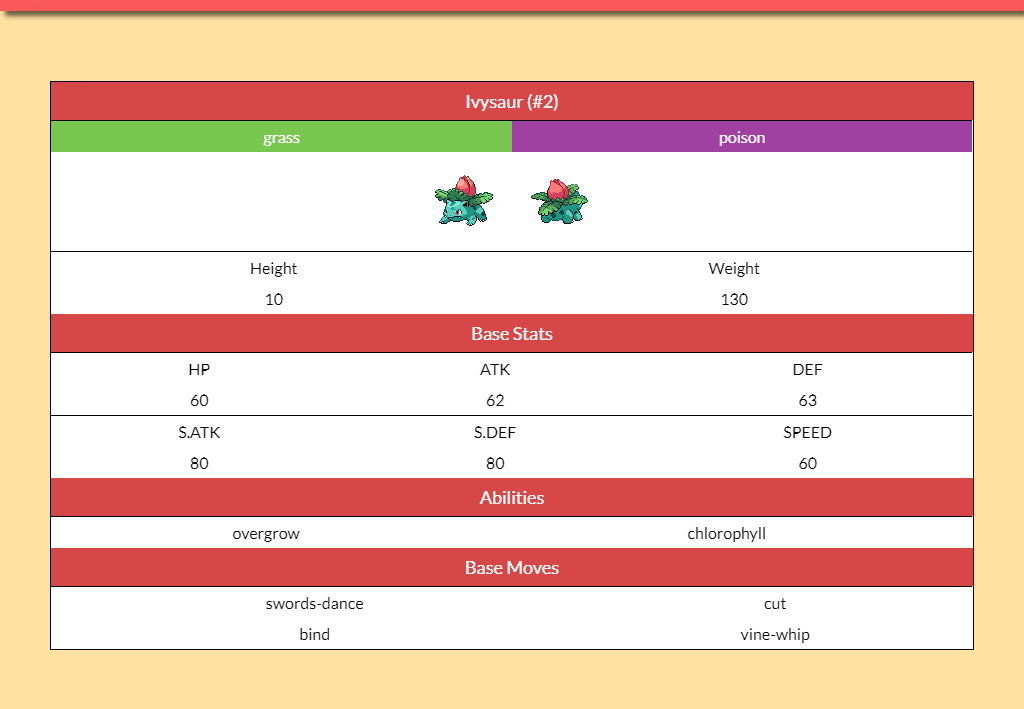 Ivysaur (#2)
grass poison
Height Weight
10 130
Base Stats
HP ATK DEF
60 62 63
S.ATK S.DEF SPEED
80 80 60
Abilities
overgrow chlorophyll
Base Moves
swords-dance cut
bind vine-whip